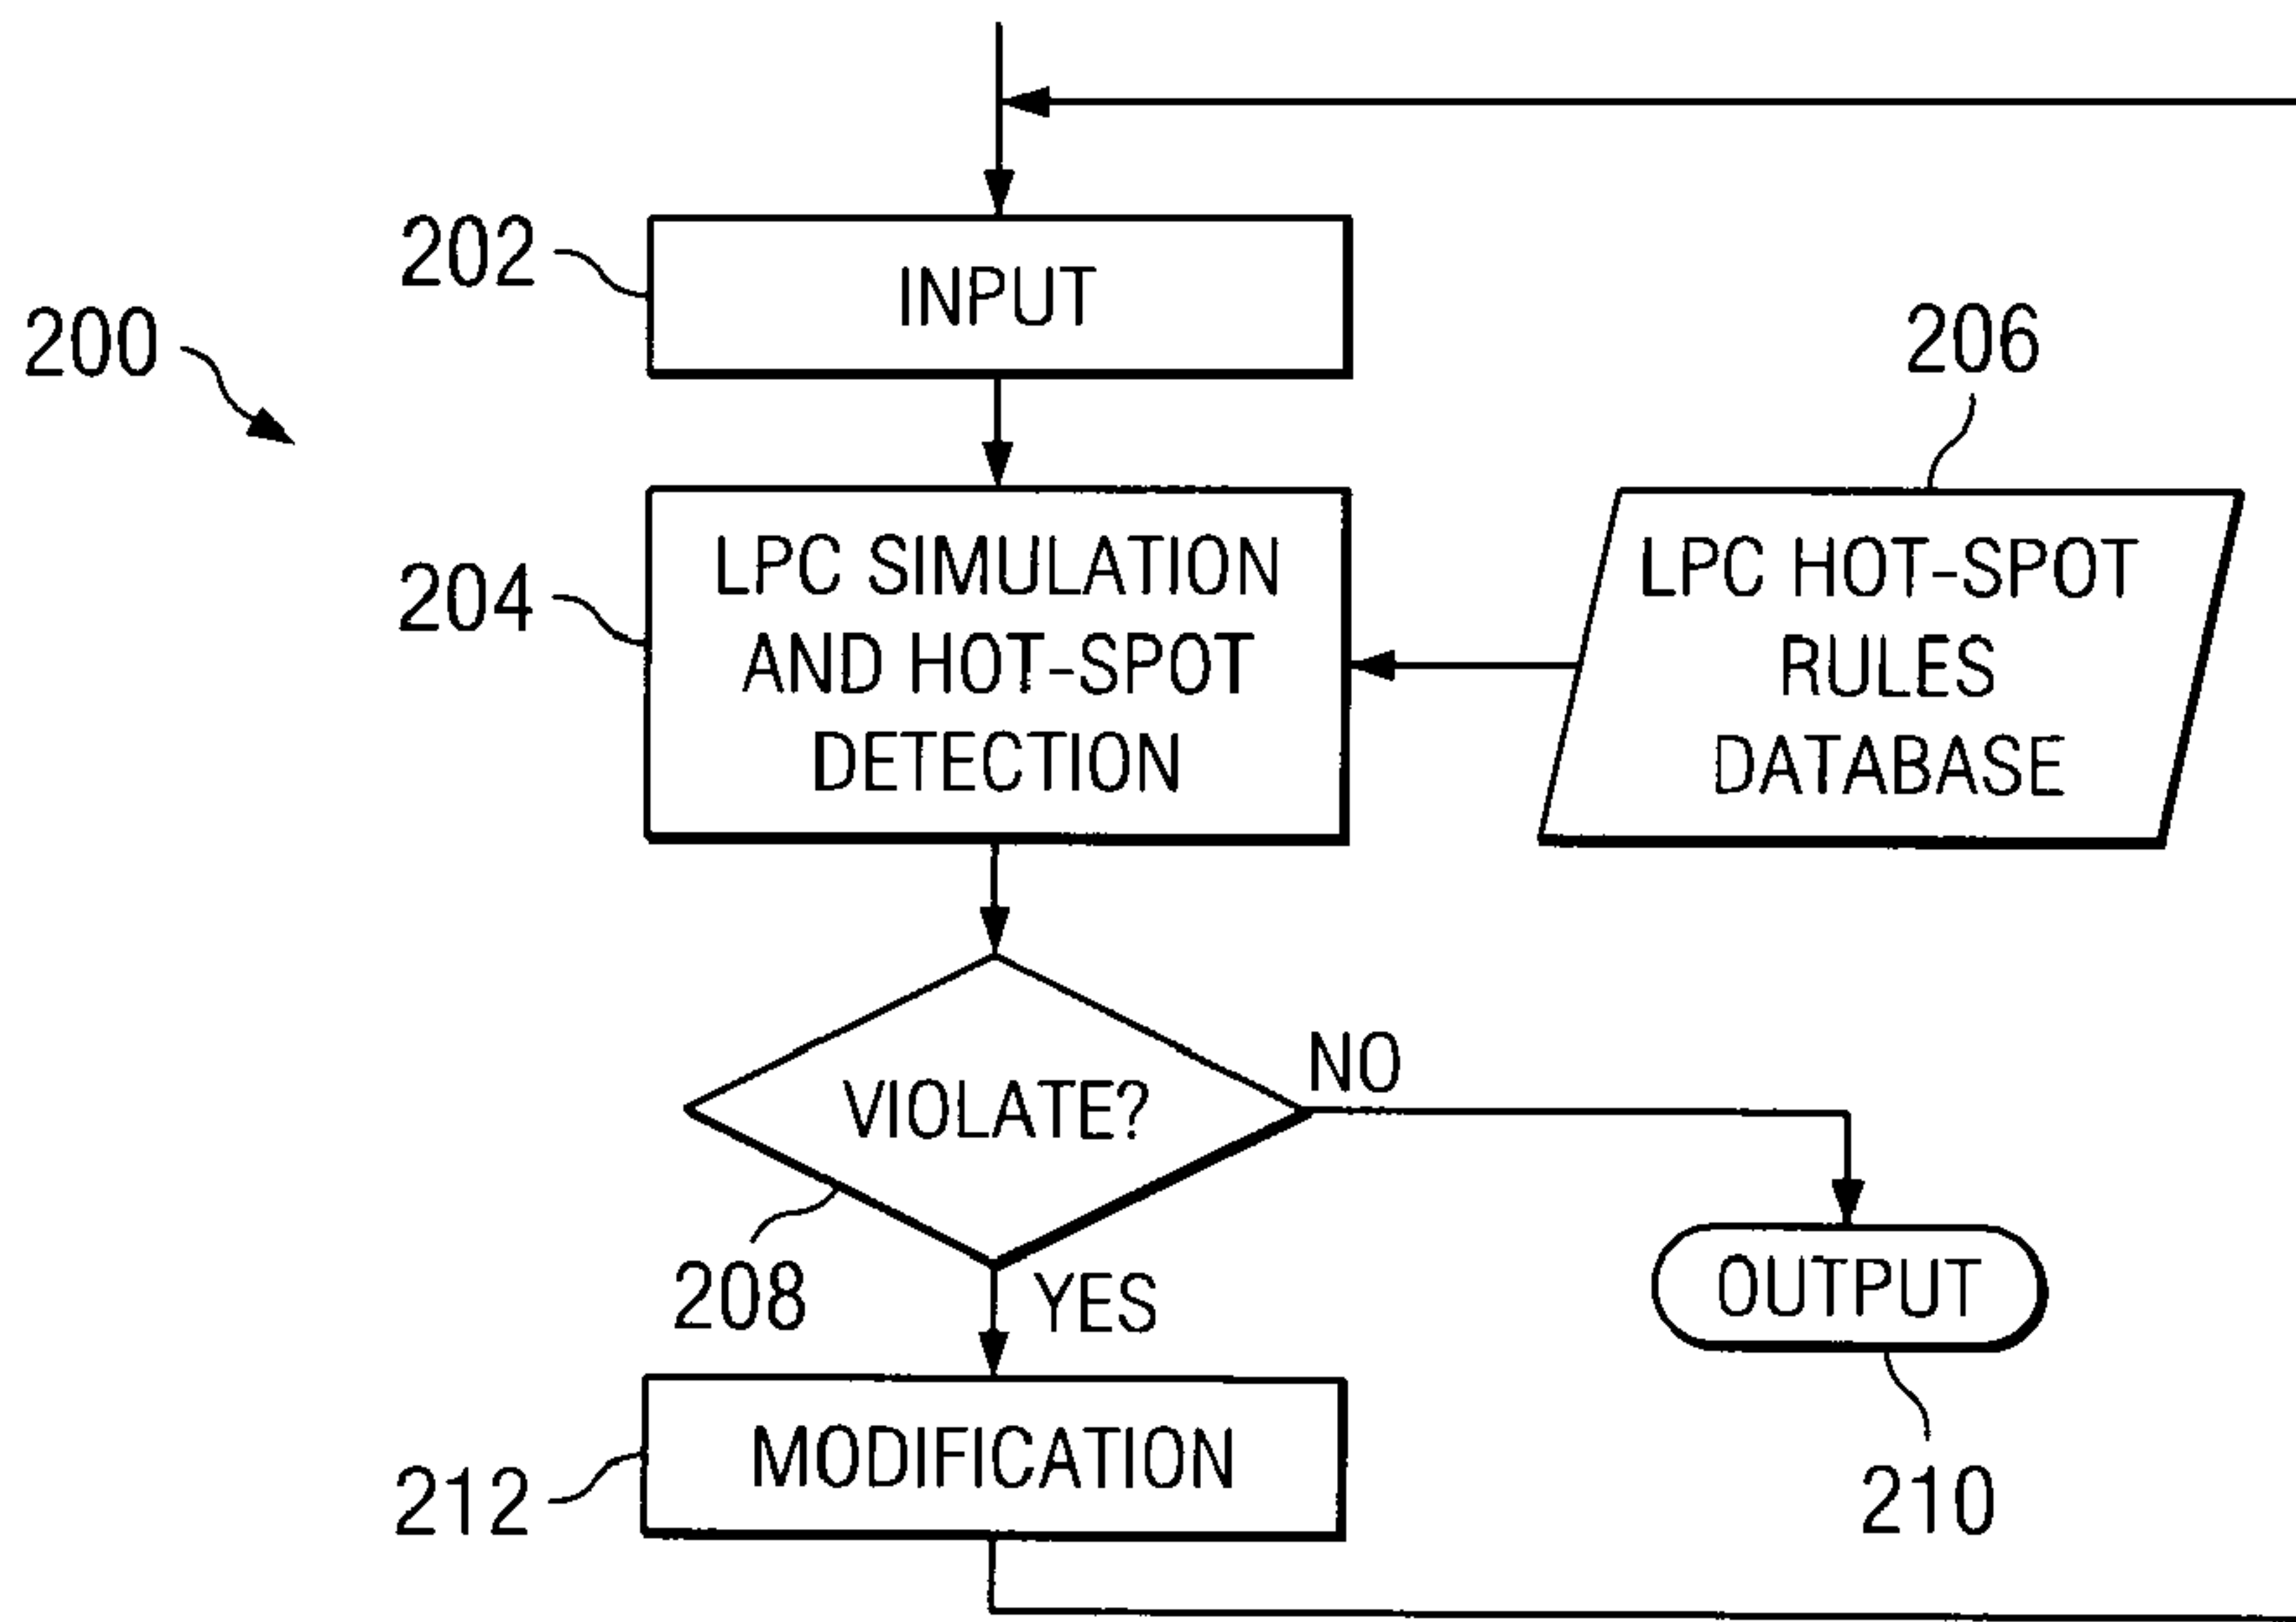 202
INPUT
200
206
204
LPC SIMULATION
AND HOT-SPOT
DETECTION
LPC HOT-SPOT
RULES
DATABASE
VIOLATE?
NO
208
YES
OUTPUT
212
MODIFICATION
210